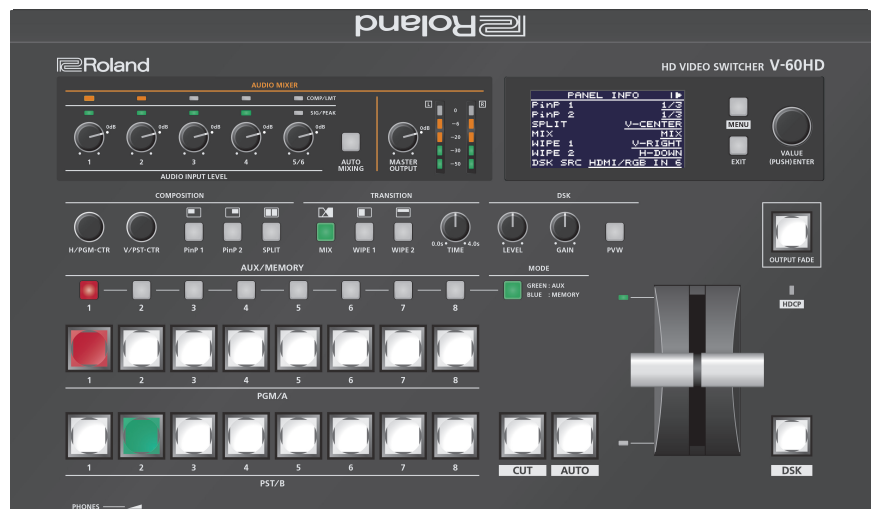 Roland
Roland
HD VIDEO SWITCHER V-60HD
AUDIO MIXER
COMP/LMT
SIG/PEAK
0dB 0dB 0dB 0dB 0dB
1 2 3 4 5/6
AUDIO INPUT LEVEL
AUTO
MIXING
0dB
MASTER
OUTPUT
L R
0
-6
-20
-30
-50
PANEL INFO 1▶
PinP 1 1/3
PinP 2 1/3
SPLIT V-CENTER
MIX MIX
WIPE 1 V-RIGHT
WIPE 2 H-DOWN
DSK SRC HDMI/RGB IN 6
MENU
EXIT
VALUE
(PUSH)ENTER
COMPOSITION
H/PGM-CTR V/PST-CTR PinP 1 PinP 2 SPLIT
TRANSITION
MIX WIPE 1 WIPE 2
0.0s 4.0s
TIME
DSK
LEVEL GAIN PVW
OUTPUT FADE
AUX/MEMORY
1 2 3 4 5 6 7 8
MODE
GREEN : AUX
BLUE : MEMORY
HDCP
1 2 3 4 5 6 7 8
PGM/A
1 2 3 4 5 6 7 8
PST/B
CUT AUTO
DSK
PHONES